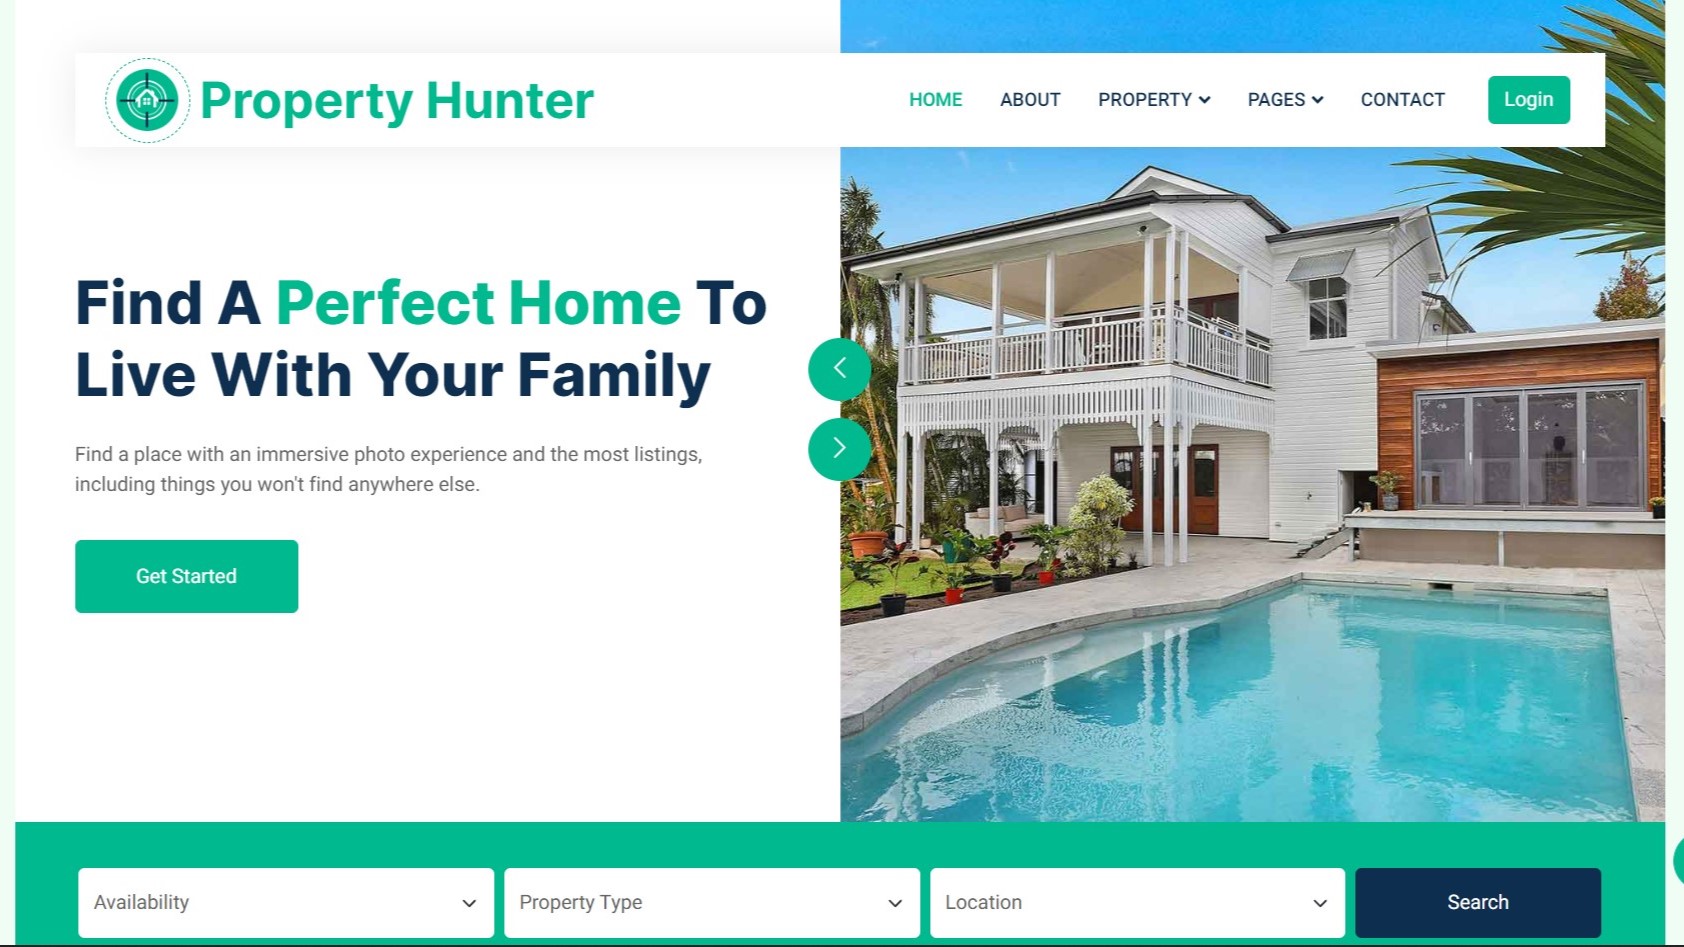 Property Hunter
HOME
ABOUT
PROPERTY
PAGES
CONTACT
Login
Find A Perfect Home To
Live With Your Family
Find a place with an immersive photo experience and the most listings,
including things you won't find anywhere else.
Get Started
Availability
Property Type
Location
Search